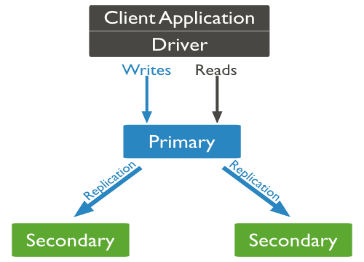 Client Application
Driver
Writes Reads
Primary
Replication Replication
Secondary Secondary